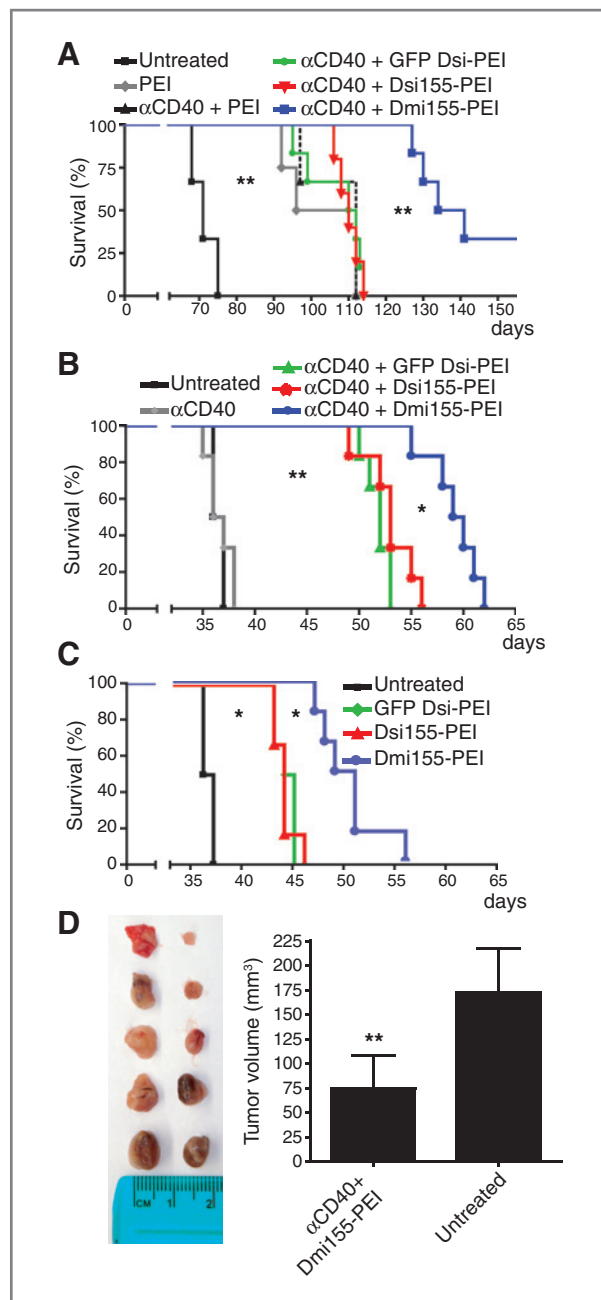 A
Untreated
PEI
αCD40 + PEI
αCD40 + GFP Dsi-PEI
αCD40 + Dsi155-PEI
αCD40 + Dmi155-PEI
Survival (%)
100
75
50
25
0
**
**
0 70 80 90 100 110 120 130 140 150
days
B
Untreated
αCD40
αCD40 + GFP Dsi-PEI
αCD40 + Dsi155-PEI
αCD40 + Dmi155-PEI
Survival (%)
100
80
60
40
20
0
**
*
0 35 40 45 50 55 60 65
days
C
Untreated
GFP Dsi-PEI
Dsi155-PEI
Dmi155-PEI
Survival (%)
100
80
60
40
20
0
* *
0 35 40 45 50 55 60 65
days
D
CM 1 2
Tumor volume (mm³)
225
200
175
150
125
100
75
50
25
0
**
αCD40+
Dmi155-PEI
Untreated